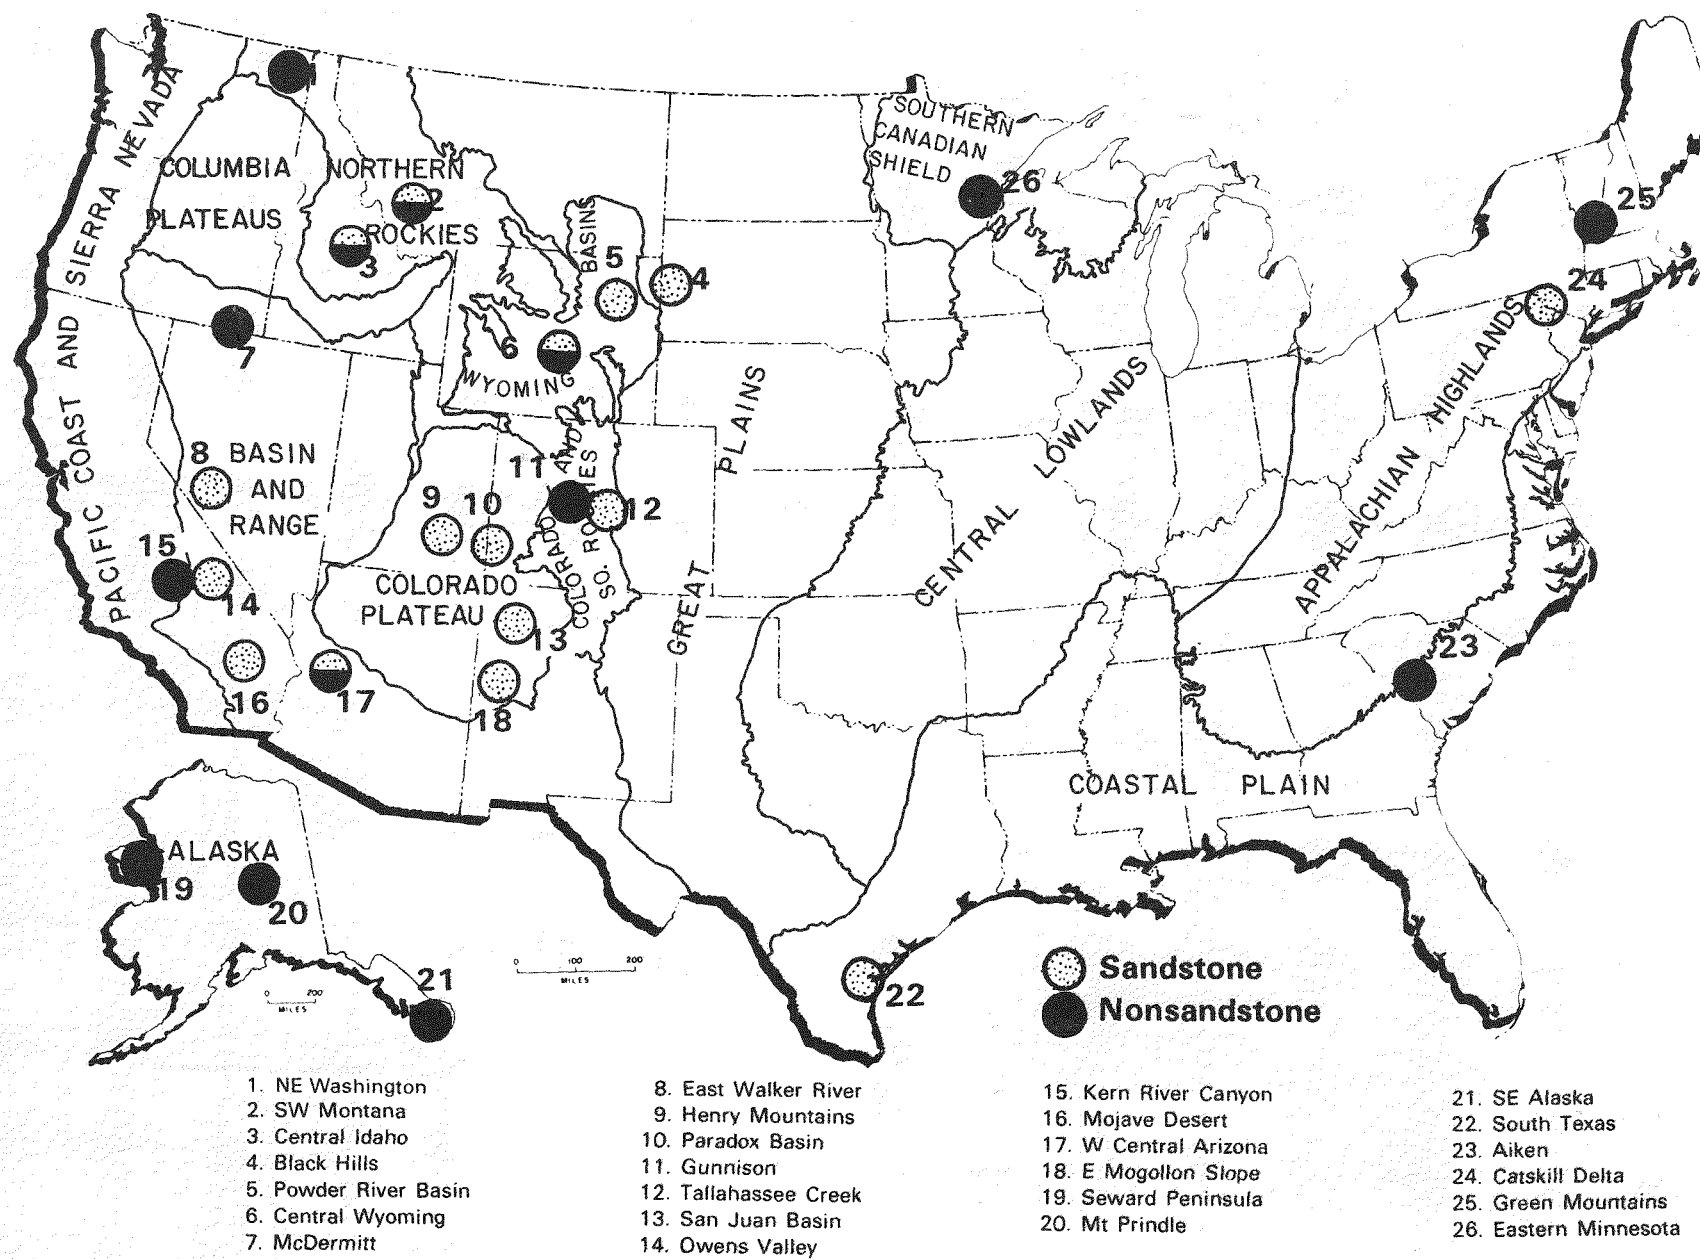 PACIFIC COAST AND SIERRA NEVADA
COLUMBIA
PLATEAUS
NORTHERN
ROCKIES
2
3
7
BASINS
WYOMING
5
4
6
SOUTHERN
CANADIAN
SHIELD
26
25
24
23
8
BASIN
AND
RANGE
15
14
16
17
9
10
11
12
COLORADO
PLATEAU
13
18
COLORADO AND
SO. ROCKIES
GREAT PLAINS
CENTRAL LOWLANDS
APPALACHIAN HIGHLANDS
COASTAL PLAIN
ALASKA
19
20
21
22
0 200
MILES
0 100 200
MILES
Sandstone
Nonsandstone
1. NE Washington
2. SW Montana
3. Central Idaho
4. Black Hills
5. Powder River Basin
6. Central Wyoming
7. McDermitt
8. East Walker River
9. Henry Mountains
10. Paradox Basin
11. Gunnison
12. Tallahassee Creek
13. San Juan Basin
14. Owens Valley
15. Kern River Canyon
16. Mojave Desert
17. W Central Arizona
18. E Mogollon Slope
19. Seward Peninsula
20. Mt Prindle
21. SE Alaska
22. South Texas
23. Aiken
24. Catskill Delta
25. Green Mountains
26. Eastern Minnesota